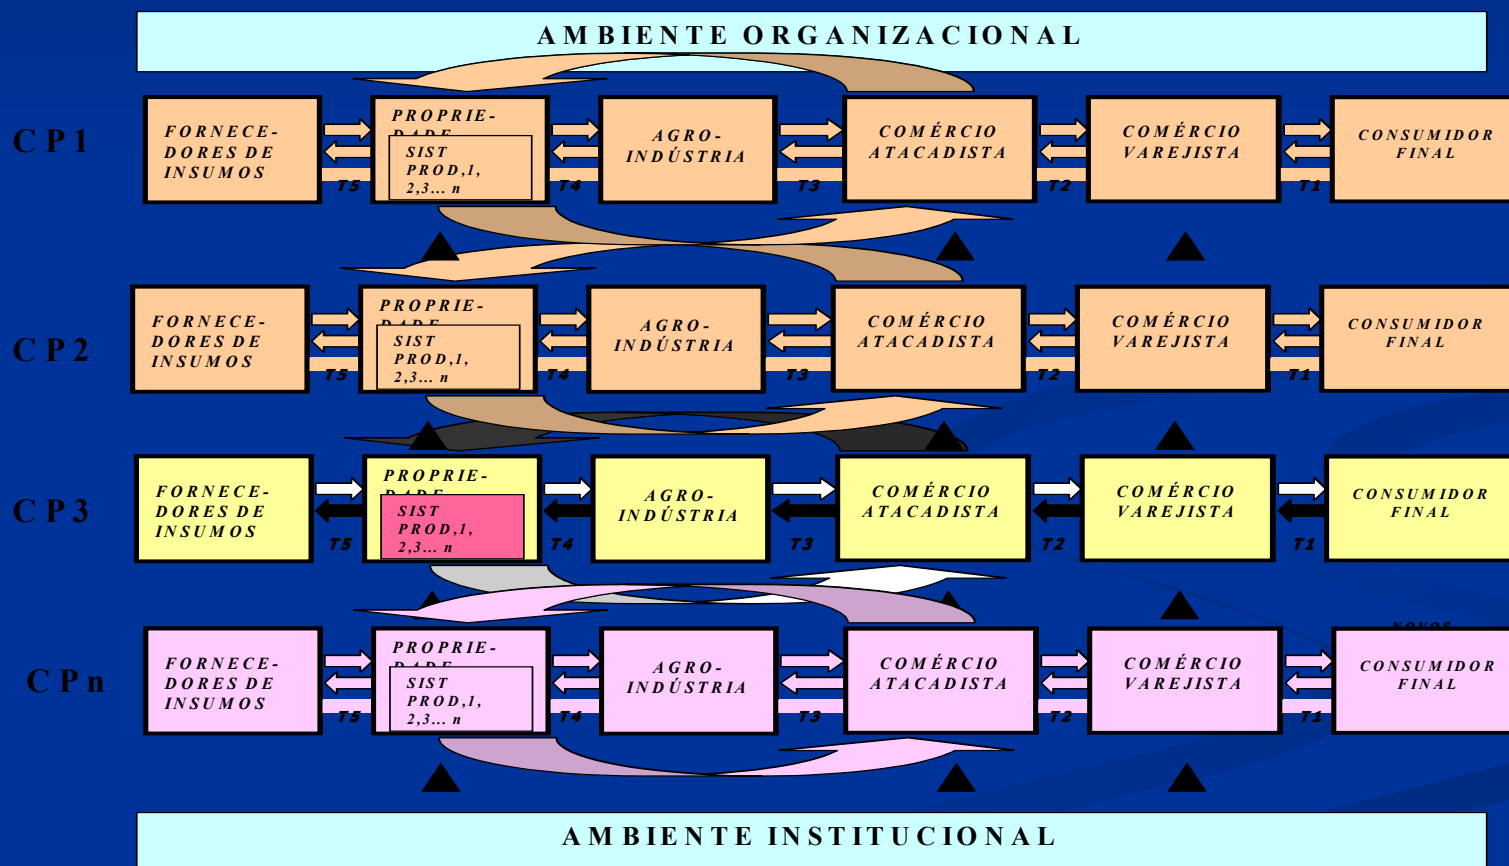 AMBIENTE ORGANIZACIONAL
CP1
FORNECE-
DORES DE
INSUMOS
T5
PROPRIE-
DADE
SIST
PROD,1,
2,3... n
T4
AGRO-
INDÚSTRIA
T3
COMÉRCIO
ATACADISTA
T2
COMÉRCIO
VAREJISTA
T1
CONSUMIDOR
FINAL
CP2
FORNECE-
DORES DE
INSUMOS
T5
PROPRIE-
DADE
SIST
PROD,1,
2,3... n
T4
AGRO-
INDÚSTRIA
T3
COMÉRCIO
ATACADISTA
T2
COMÉRCIO
VAREJISTA
T1
CONSUMIDOR
FINAL
CP3
FORNECE-
DORES DE
INSUMOS
T5
PROPRIE-
DADE
SIST
PROD,1,
2,3... n
T4
AGRO-
INDÚSTRIA
T3
COMÉRCIO
ATACADISTA
T2
COMÉRCIO
VAREJISTA
T1
CONSUMIDOR
FINAL
NOVOS
CPn
FORNECE-
DORES DE
INSUMOS
T5
PROPRIE-
DADE
SIST
PROD,1,
2,3... n
T4
AGRO-
INDÚSTRIA
T3
COMÉRCIO
ATACADISTA
T2
COMÉRCIO
VAREJISTA
T1
CONSUMIDOR
FINAL
AMBIENTE INSTITUCIONAL